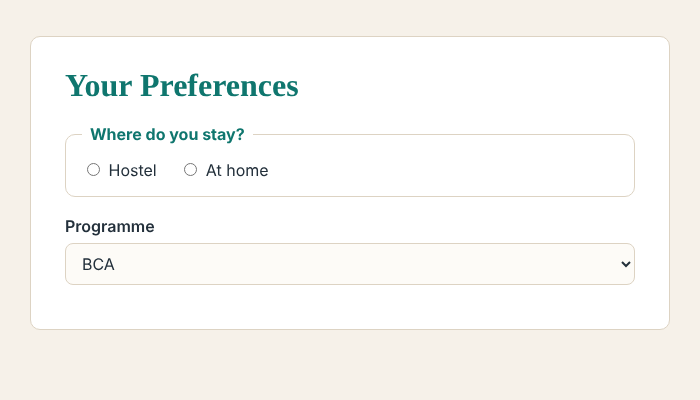 Your Preferences
Where do you stay?
Hostel At home
Programme
BCA